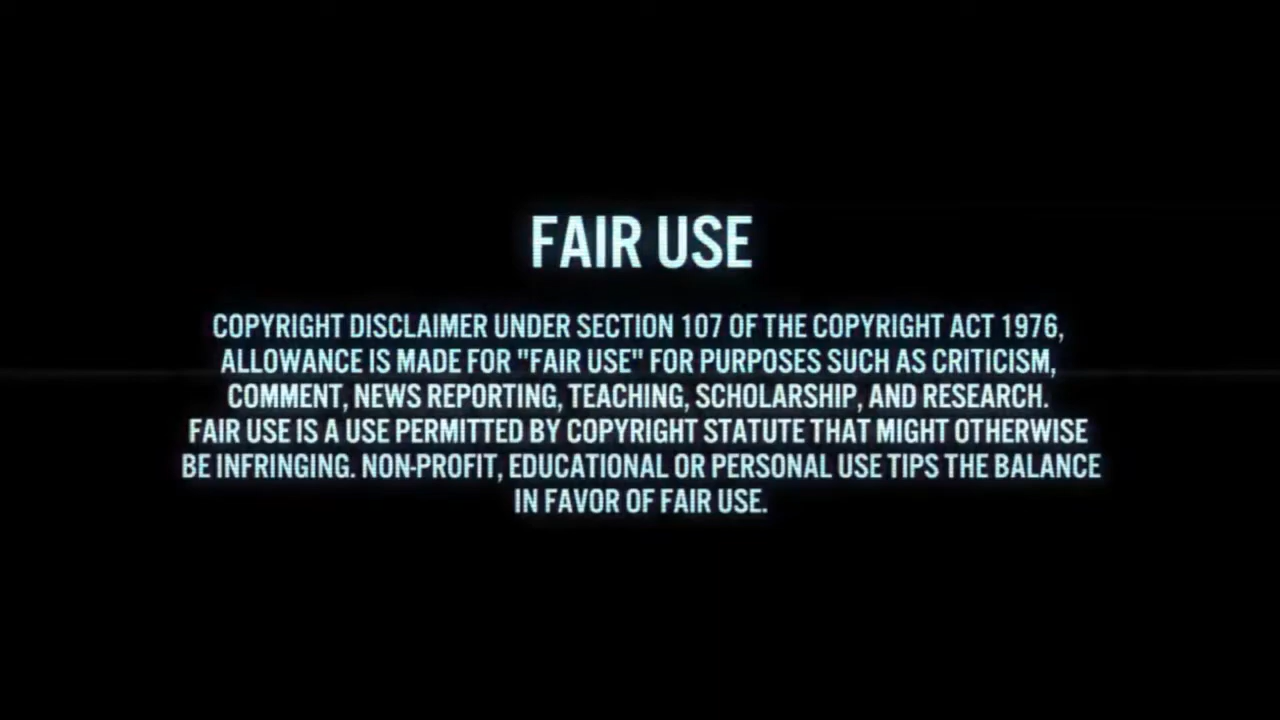 FAIR USE
COPYRIGHT DISCLAIMER UNDER SECTION 107 OF THE COPYRIGHT ACT 1976,
ALLOWANCE IS MADE FOR "FAIR USE" FOR PURPOSES SUCH AS CRITICISM,
COMMENT, NEWS REPORTING, TEACHING, SCHOLARSHIP, AND RESEARCH.
FAIR USE IS A USE PERMITTED BY COPYRIGHT STATUTE THAT MIGHT OTHERWISE
BE INFRINGING. NON-PROFIT, EDUCATIONAL OR PERSONAL USE TIPS THE BALANCE
IN FAVOR OF FAIR USE.